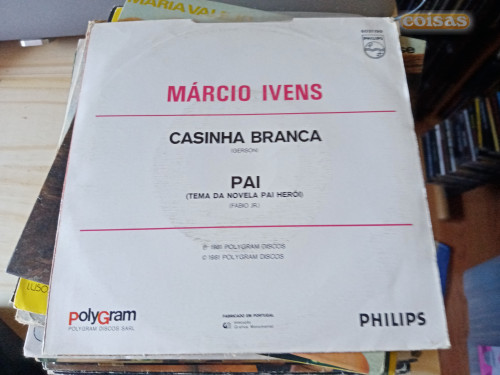 MARIA VAL
coisas
PHILIPS
MÁRCIO IVENS
CASINHA BRANCA
(GERSON)
PAI
(TEMA DA NOVELA PAI HERÓI)
(FABIO JR.)
℗ 1981 POLYGRAM DISCOS
© 1981 POLYGRAM DISCOS
LUSO
PolyGram
POLYGRAM DISCOS SARL
FABRICADO EM PORTUGAL
PHILIPS